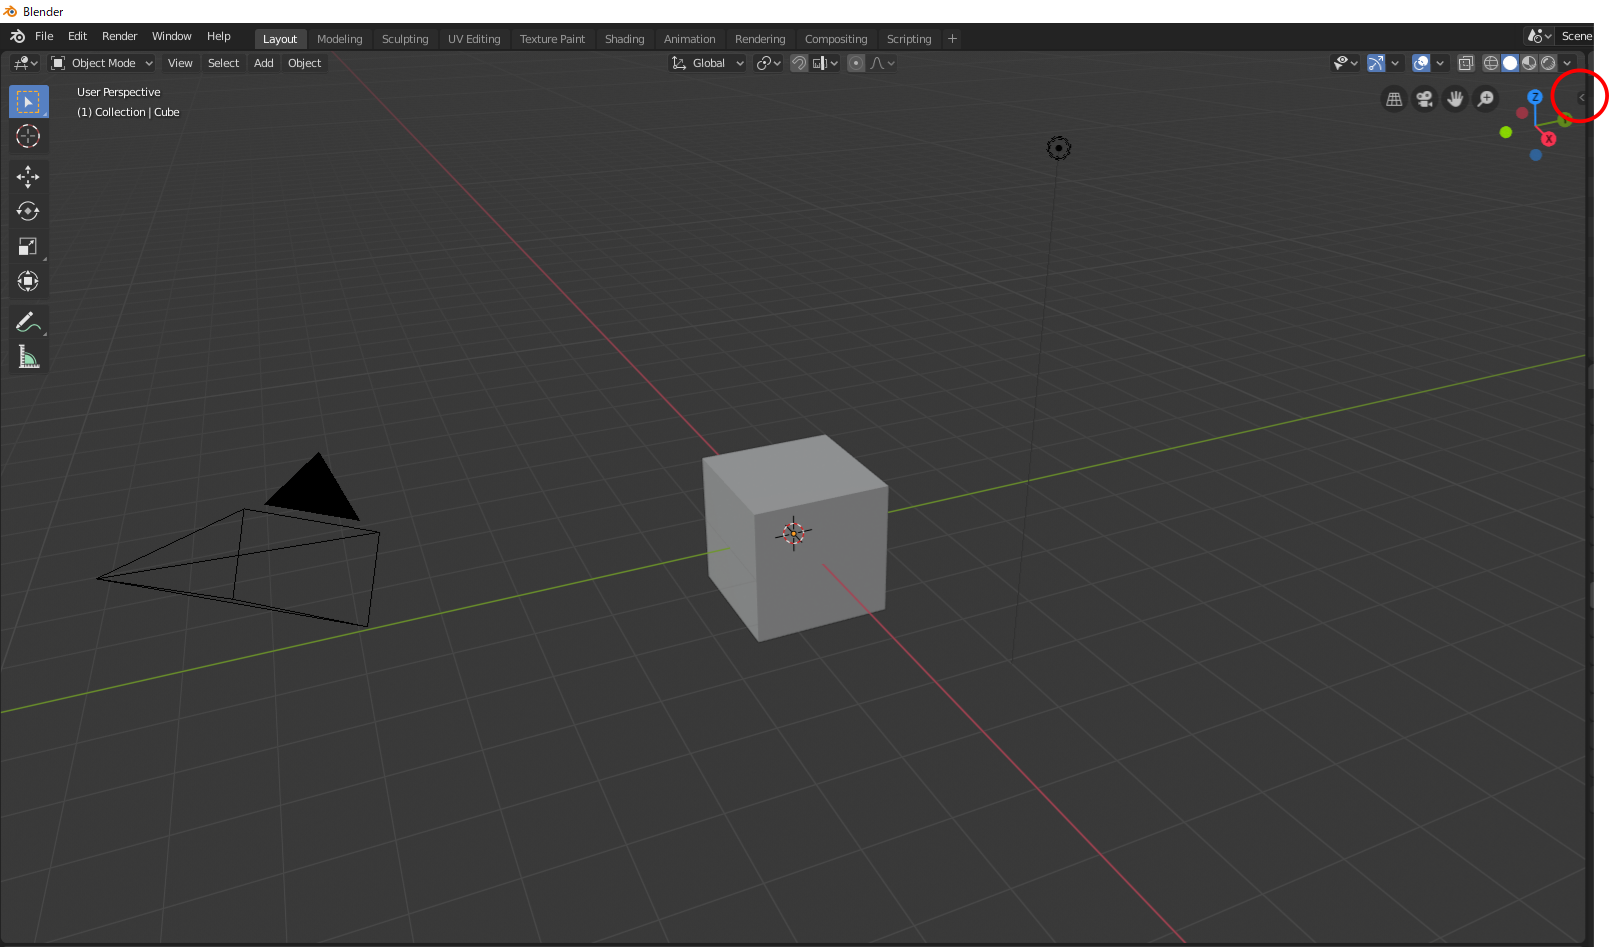 Blender
File Edit Render Window Help Layout Modeling Sculpting UV Editing Texture Paint Shading Animation Rendering Compositing Scripting + Scene
Object Mode View Select Add Object Global
User Perspective
(1) Collection | Cube
Z
Y
X